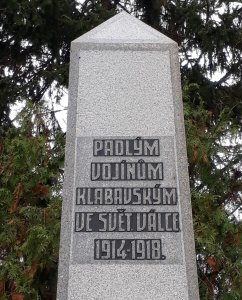 PADLÝM
VOJÍNŮM
KLABAVSKÝM
VE SVĚT VÁLCE
1914-1918.